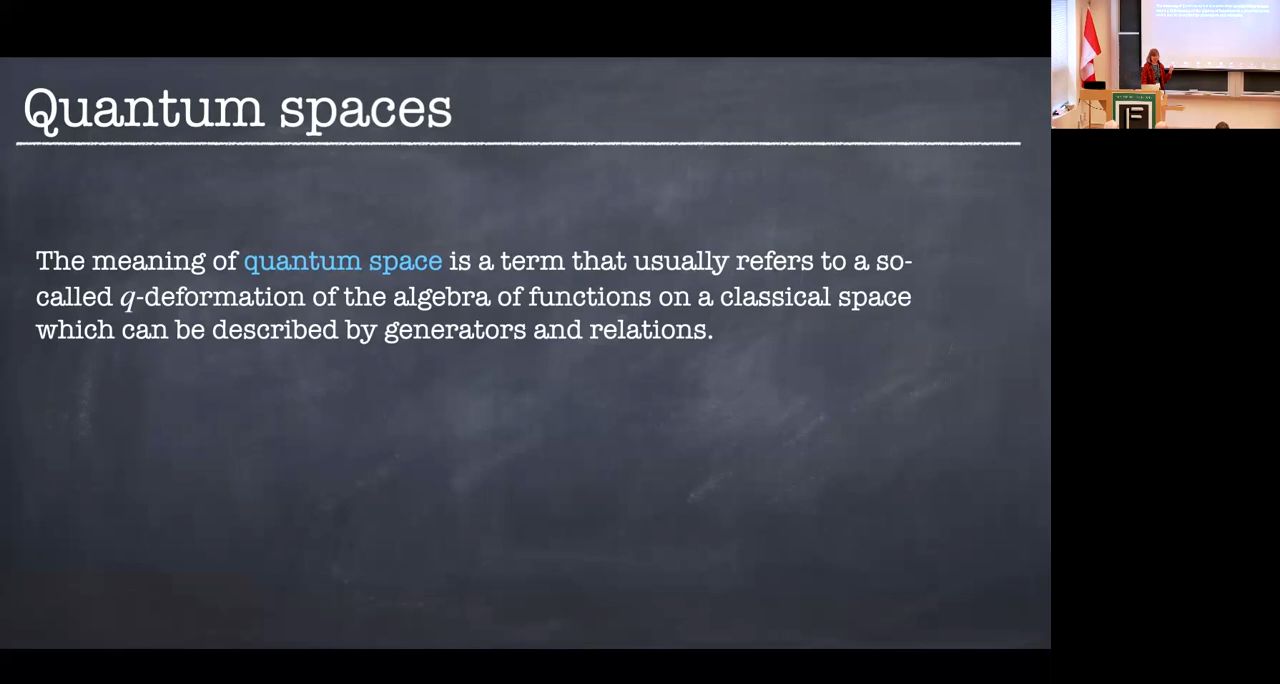 Quantum spaces
The meaning of quantum space is a term that usually refers to a so-
called q-deformation of the algebra of functions on a classical space
which can be described by generators and relations.